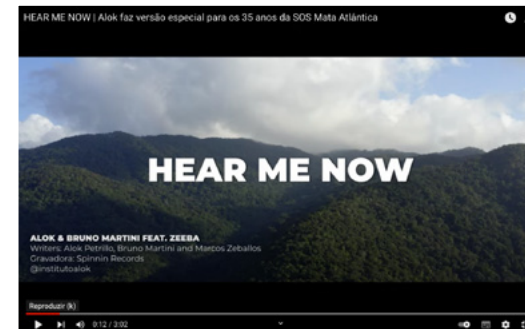 HEAR ME NOW | Alok faz versão especial para os 35 anos da SOS Mata Atlântica
HEAR ME NOW
ALOK & BRUNO MARTINI FEAT. ZEEBA
Writers: Alok Petrillo, Bruno Martini and Marcos Zeballos
Gravadora: Spinnin Records
@institutoalok
Reproduzir (k)
0:12 / 3:02